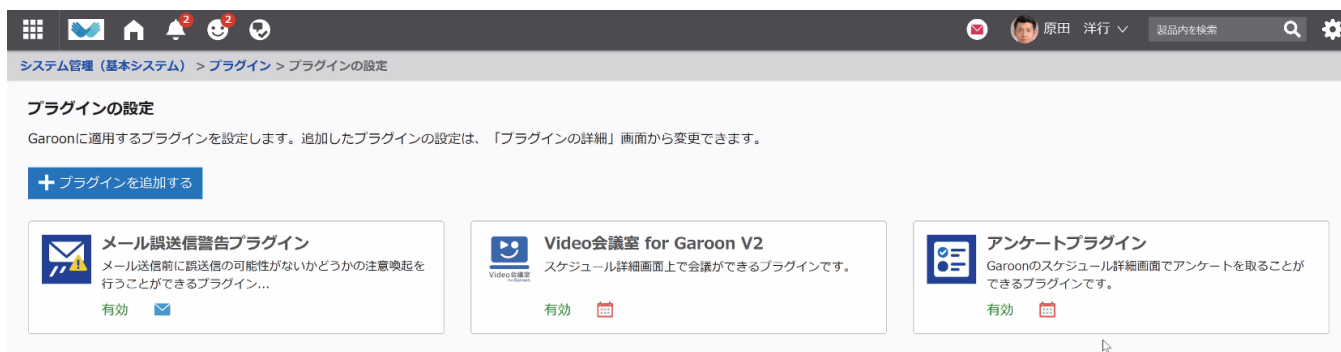 2
2
原田 洋行
製品内を検索
システム管理（基本システム） > プラグイン > プラグインの設定
プラグインの設定
Garoonに適用するプラグインを設定します。追加したプラグインの設定は、「プラグインの詳細」画面から変更できます。
プラグインを追加する
メール誤送信警告プラグイン
メール送信前に誤送信の可能性がないかどうかの注意喚起を
行うことができるプラグイン...
有効
Video会議室 for Garoon V2
スケジュール詳細画面上で会議ができるプラグインです。
Video会議室
for Garoon
有効
アンケートプラグイン
Garoonのスケジュール詳細画面でアンケートを取ることが
できるプラグインです。
有効